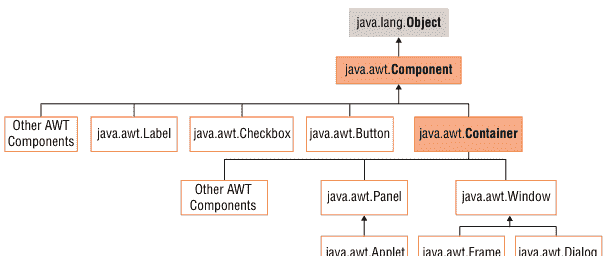 java.lang.Object
java.awt.Component
Other AWT
Components
java.awt.Label
java.awt.Checkbox
java.awt.Button
java.awt.Container
Other AWT
Components
java.awt.Panel
java.awt.Window
java.awt.Applet
java.awt.Frame
java.awt.Dialog